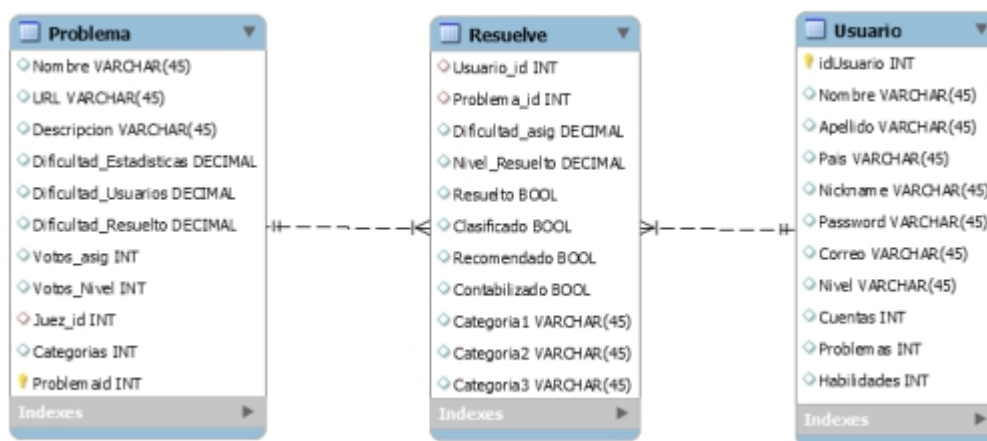 Problema
Nombre VARCHAR(45)
URL VARCHAR(45)
Descripcion VARCHAR(45)
Dificultad_Estadisticas DECIMAL
Dificultad_Usuarios DECIMAL
Dificultad_Resuelto DECIMAL
Votos_asig INT
Votos_Nivel INT
Juez_id INT
Categorias INT
Problemaid INT
Indexes
Resuelve
Usuario_id INT
Problema_id INT
Dificultad_asig DECIMAL
Nivel_Resuelto DECIMAL
Resuelto BOOL
Clasificado BOOL
Recomendado BOOL
Contabilizado BOOL
Categoria1 VARCHAR(45)
Categoria2 VARCHAR(45)
Categoria3 VARCHAR(45)
Indexes
Usuario
idUsuario INT
Nombre VARCHAR(45)
Apellido VARCHAR(45)
Pais VARCHAR(45)
Nickname VARCHAR(45)
Password VARCHAR(45)
Correo VARCHAR(45)
Nivel VARCHAR(45)
Cuentas INT
Problemas INT
Habilidades INT
Indexes